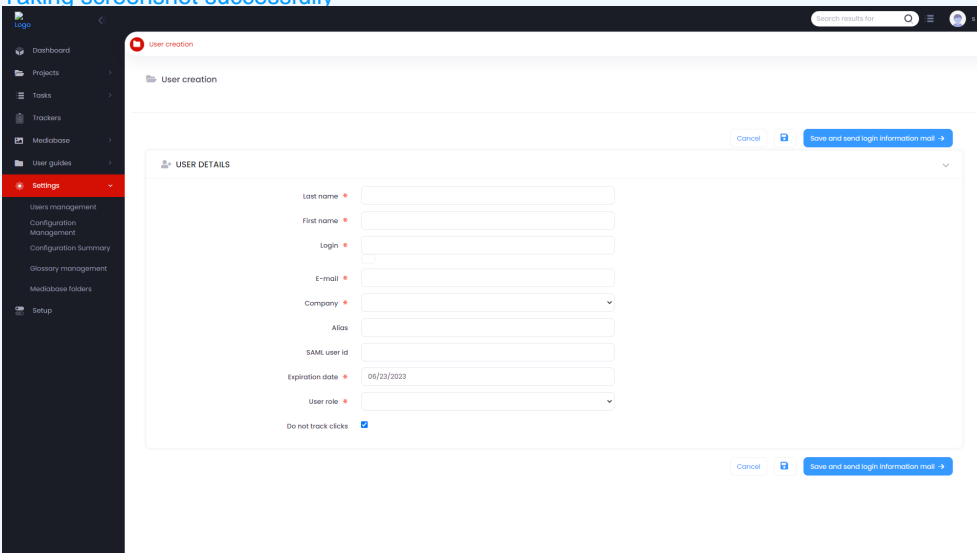 Taking screenshot successfully
Logo
Search results for
s
Dashboard
Projects
Tasks
Trackers
Mediabase
User guides
Settings
Users management
Configuration
Management
Configuration Summary
Glossary management
Mediabase folders
Setup
User creation
User creation
Cancel
Save and send login information mail →
USER DETAILS
Last name *
First name *
Login *
E-mail *
Company *
Alias
SAML user id
Expiration date * 06/23/2023
User role *
Do not track clicks
Cancel
Save and send login information mail →